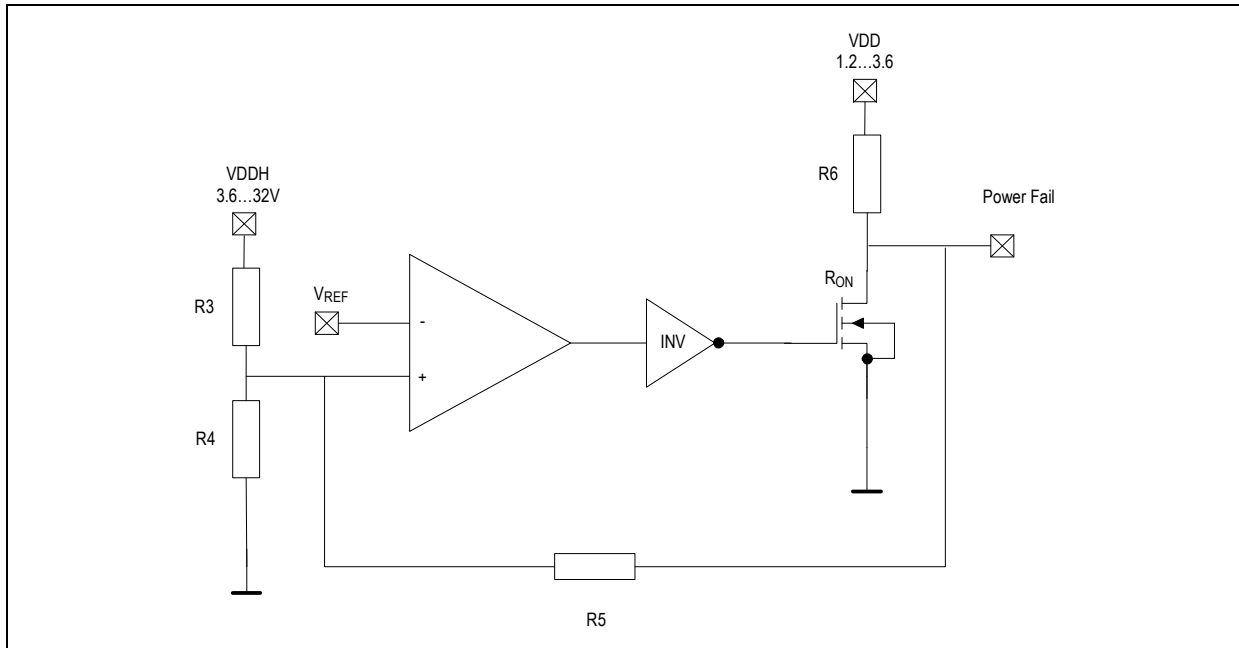 VDD
1.2...3.6
R6
VDDH
3.6...32V
Power Fail
R3
VREF
-
+
INV
RON
R4
R5